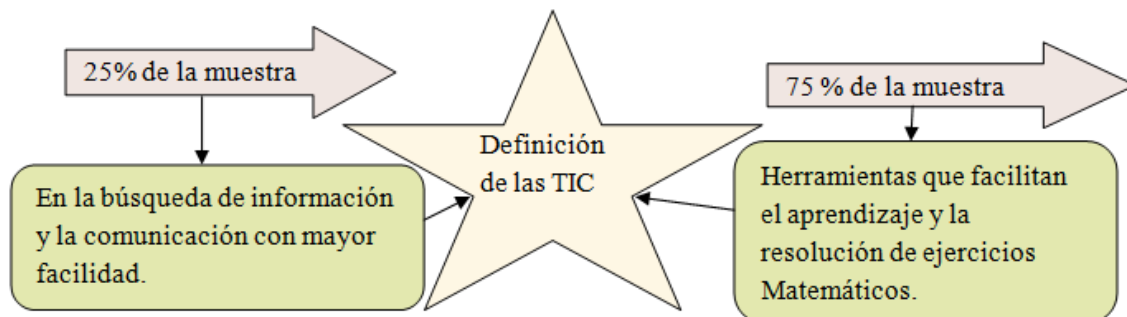 25% de la muestra
En la búsqueda de información
y la comunicación con mayor
facilidad.
Definición
de las TIC
75 % de la muestra
Herramientas que facilitan
el aprendizaje y la
resolución de ejercicios
Matemáticos.